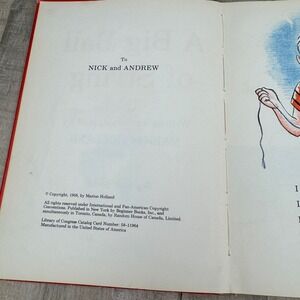 To
NICK and ANDREW
© Copyright, 1958, by Marion Holland
All rights reserved under International and Pan-American Copyright
Conventions. Published in New York by Beginner Books, Inc., and
simultaneously in Toronto, Canada, by Random House of Canada, Limited.
Library of Congress Catalog Card Number: 58-11964
Manufactured in the United States of America
I
I